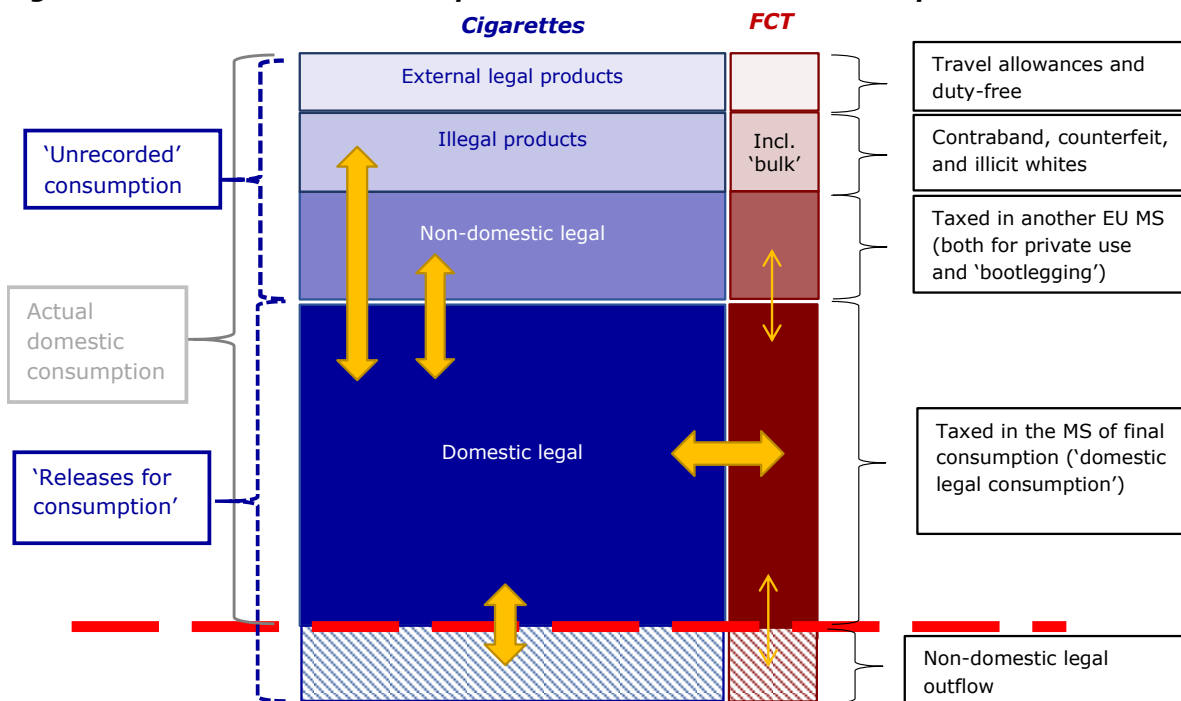 Cigarettes
FCT
External legal products
Travel allowances and
duty-free
Illegal products
Incl.
‘bulk’
Contraband, counterfeit,
and illicit whites
‘Unrecorded’
consumption
Non-domestic legal
Taxed in another EU MS
(both for private use
and ‘bootlegging’)
Actual
domestic
consumption
Domestic legal
Taxed in the MS of final
consumption (‘domestic
legal consumption’)
‘Releases for
consumption’
Non-domestic legal
outflow